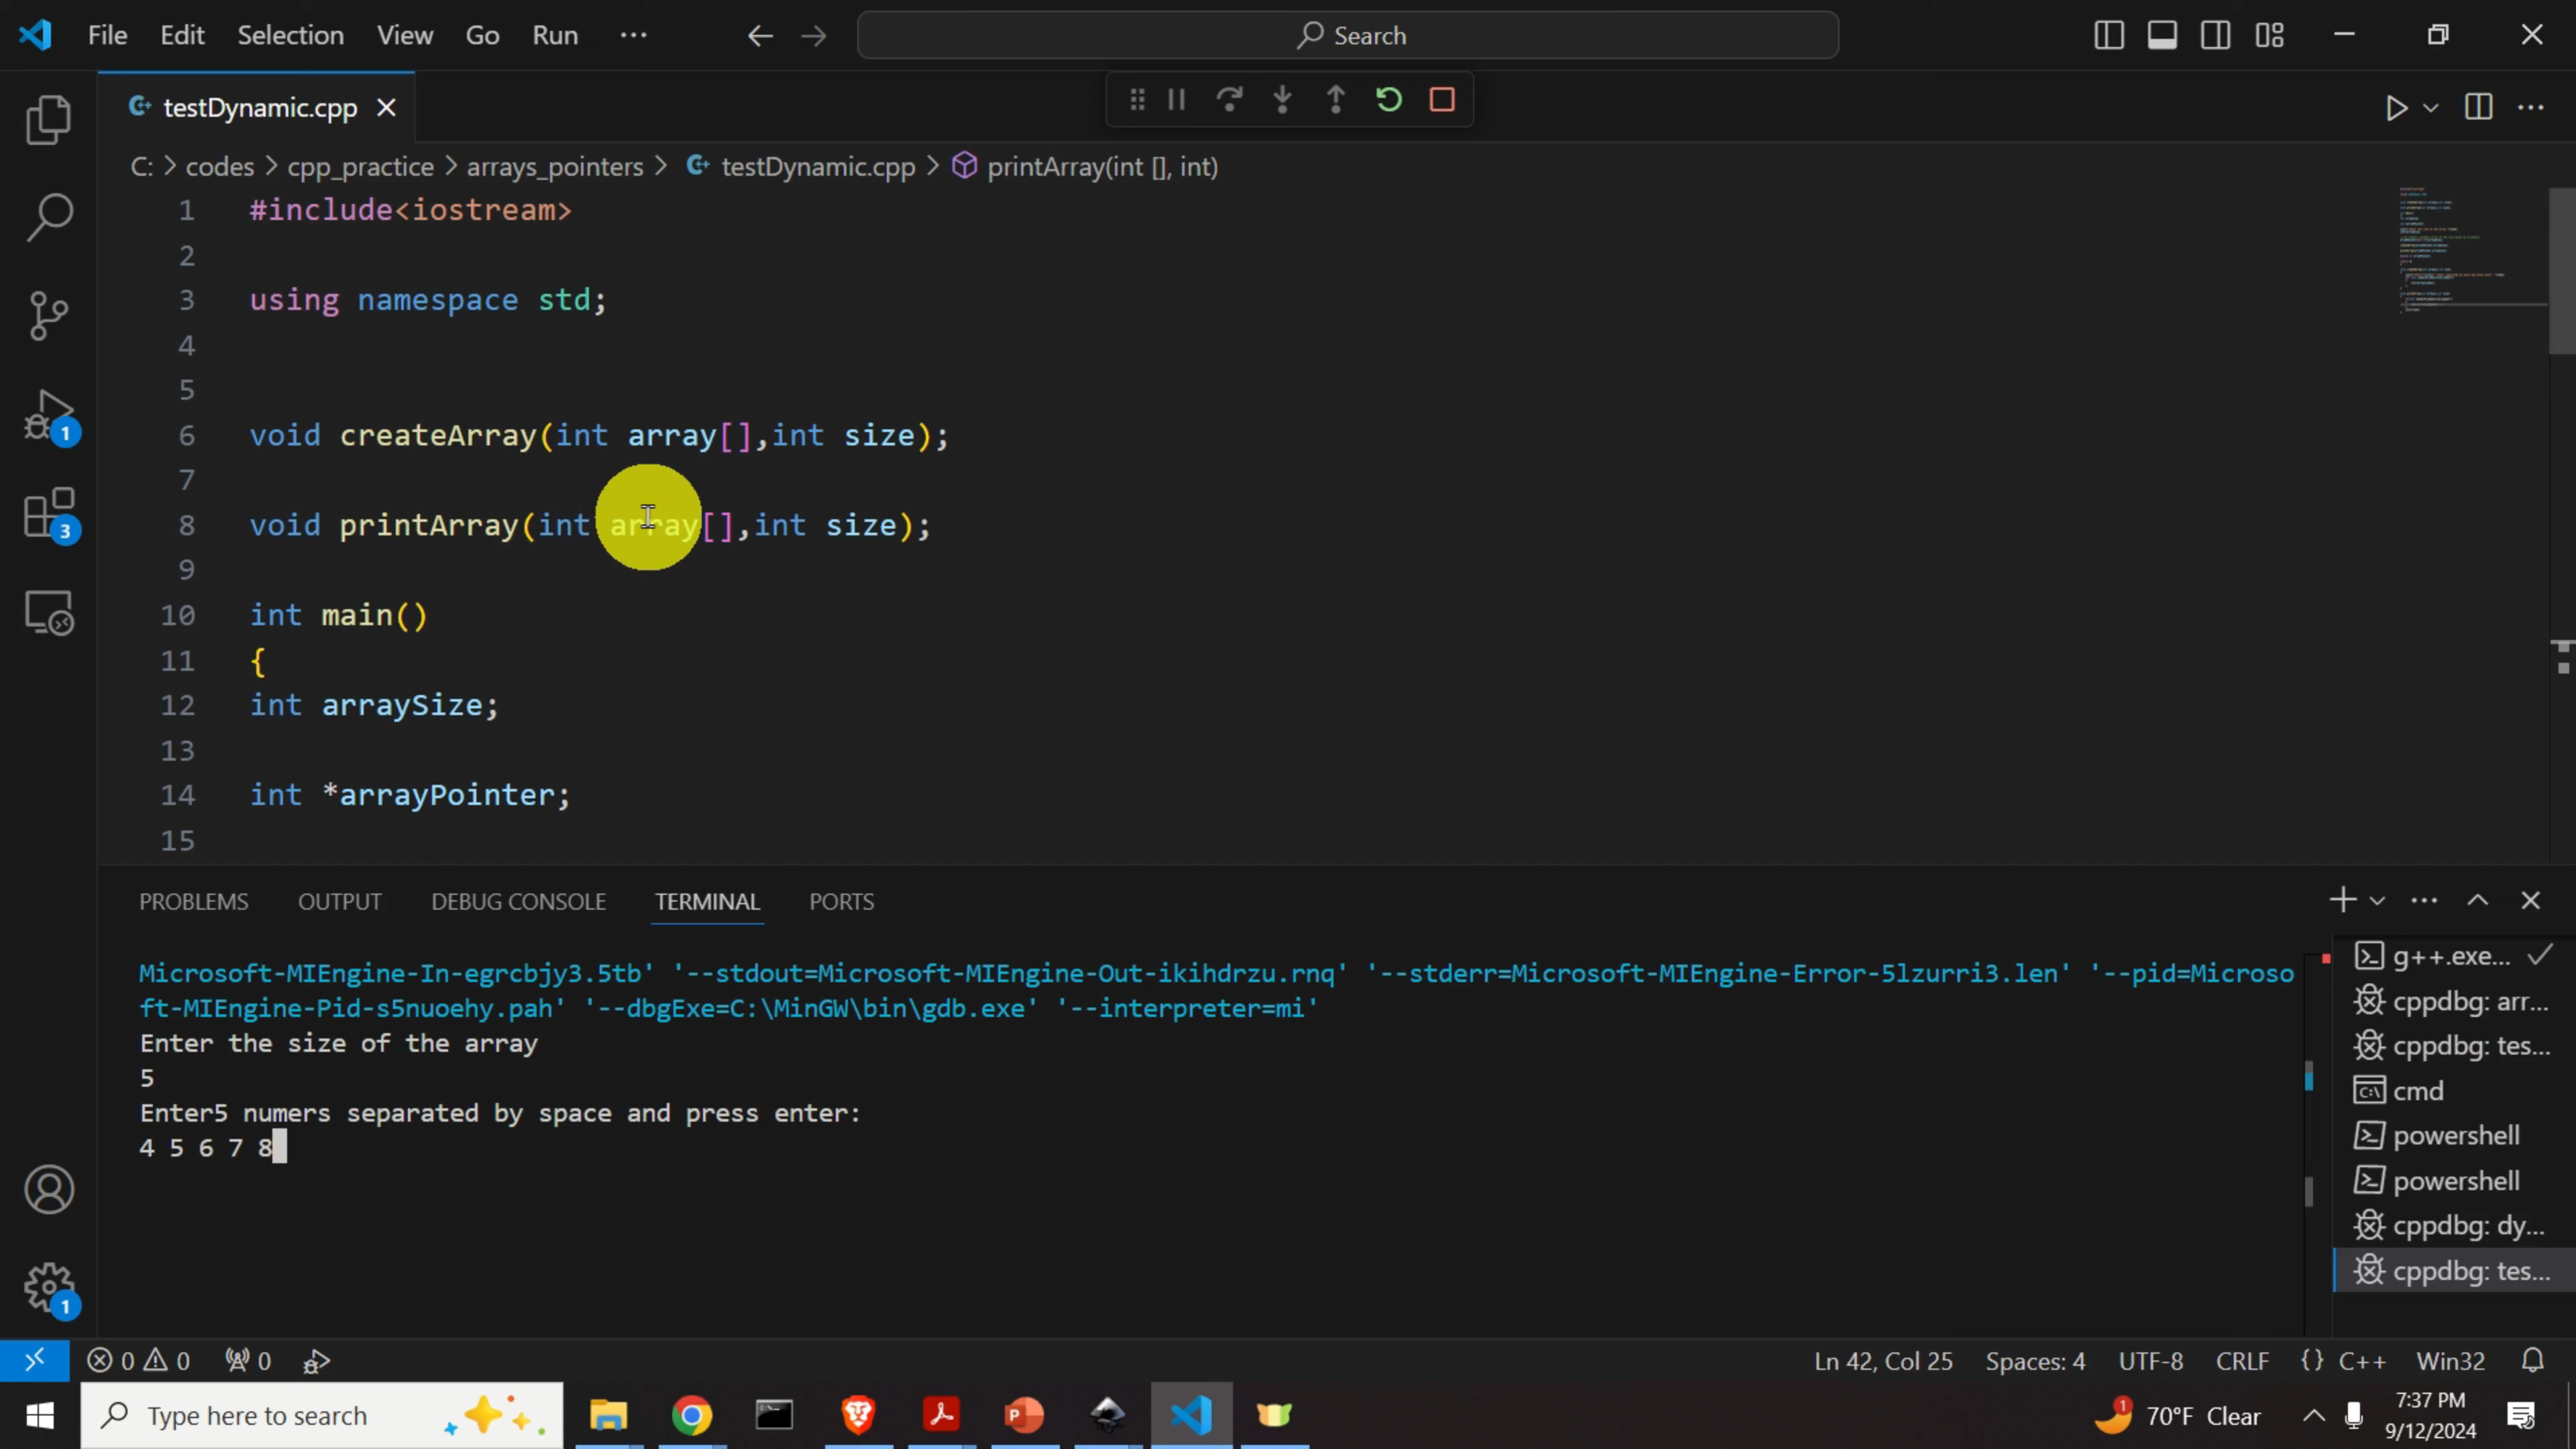 File Edit Selection View Go Run ··· Search
testDynamic.cpp
C: > codes > cpp_practice > arrays_pointers > testDynamic.cpp > printArray(int [], int)
1 #include<iostream>
2
3 using namespace std;
4
5
6 void createArray(int array[],int size);
7
8 void printArray(int array[],int size);
9
10 int main()
11 {
12 int arraySize;
13
14 int *arrayPointer;
15
1
3
PROBLEMS OUTPUT DEBUG CONSOLE TERMINAL PORTS
Microsoft-MIEngine-In-egrcbjy3.5tb' '--stdout=Microsoft-MIEngine-Out-ikihdrzu.rnq' '--stderr=Microsoft-MIEngine-Error-5lzurri3.len' '--pid=Microso
ft-MIEngine-Pid-s5nuoehy.pah' '--dbgExe=C:\MinGW\bin\gdb.exe' '--interpreter=mi'
Enter the size of the array
5
Enter5 numers separated by space and press enter:
4 5 6 7 8
g++.exe...
cppdbg: arr...
cppdbg: tes...
cmd
powershell
powershell
cppdbg: dy...
cppdbg: tes...
1
0 0 0 Ln 42, Col 25 Spaces: 4 UTF-8 CRLF {} C++ Win32
Type here to search 1 70°F Clear 7:37 PM
9/12/2024